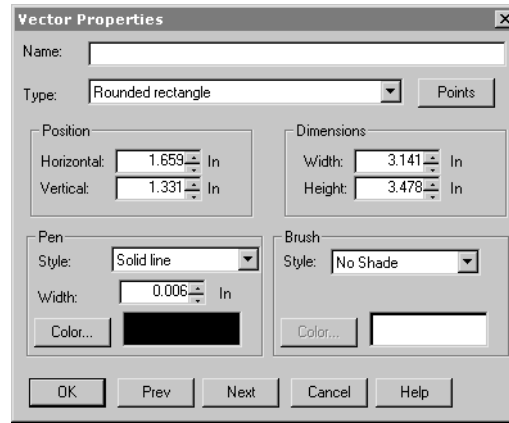 Vector Properties
Name:
Type: Rounded rectangle Points
Position Dimensions
Horizontal: 1.659 In Width: 3.141 In
Vertical: 1.331 In Height: 3.478 In
Pen Brush
Style: Solid line Style: No Shade
Width: 0.006 In
Color... Color...
OK Prev Next Cancel Help